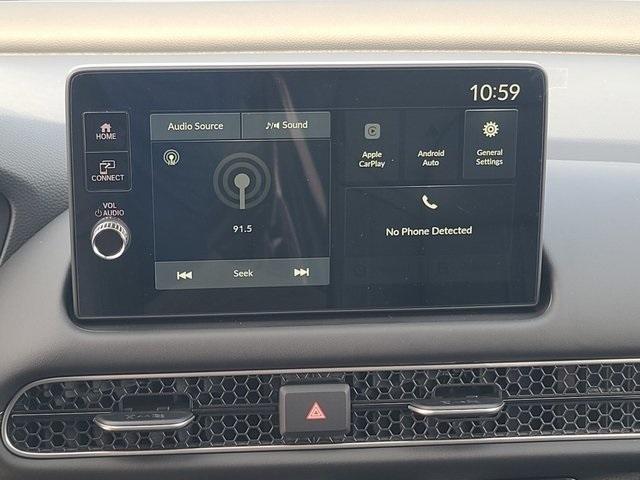 10:59
HOME
CONNECT
VOL
AUDIO
Audio Source
Sound
91.5
Seek
Apple
CarPlay
Android
Auto
General
Settings
No Phone Detected